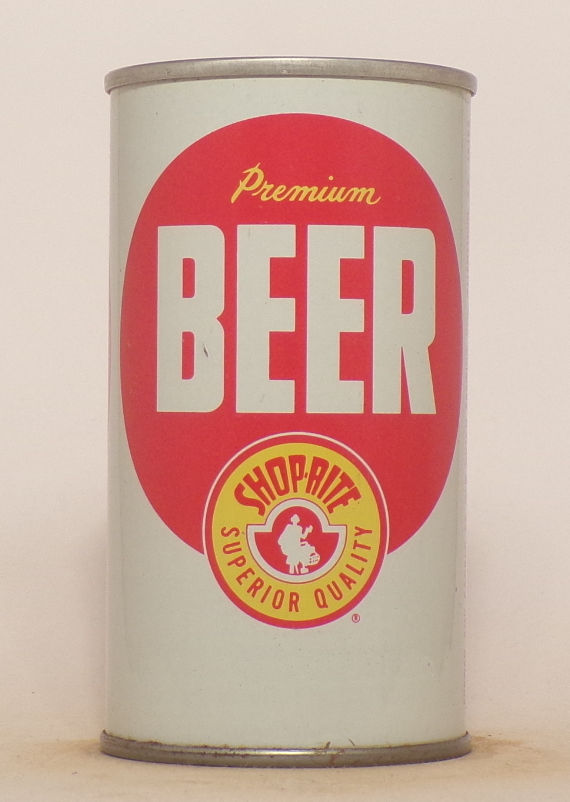 Premium
BEER
SHOP·RITE
SUPERIOR QUALITY
®